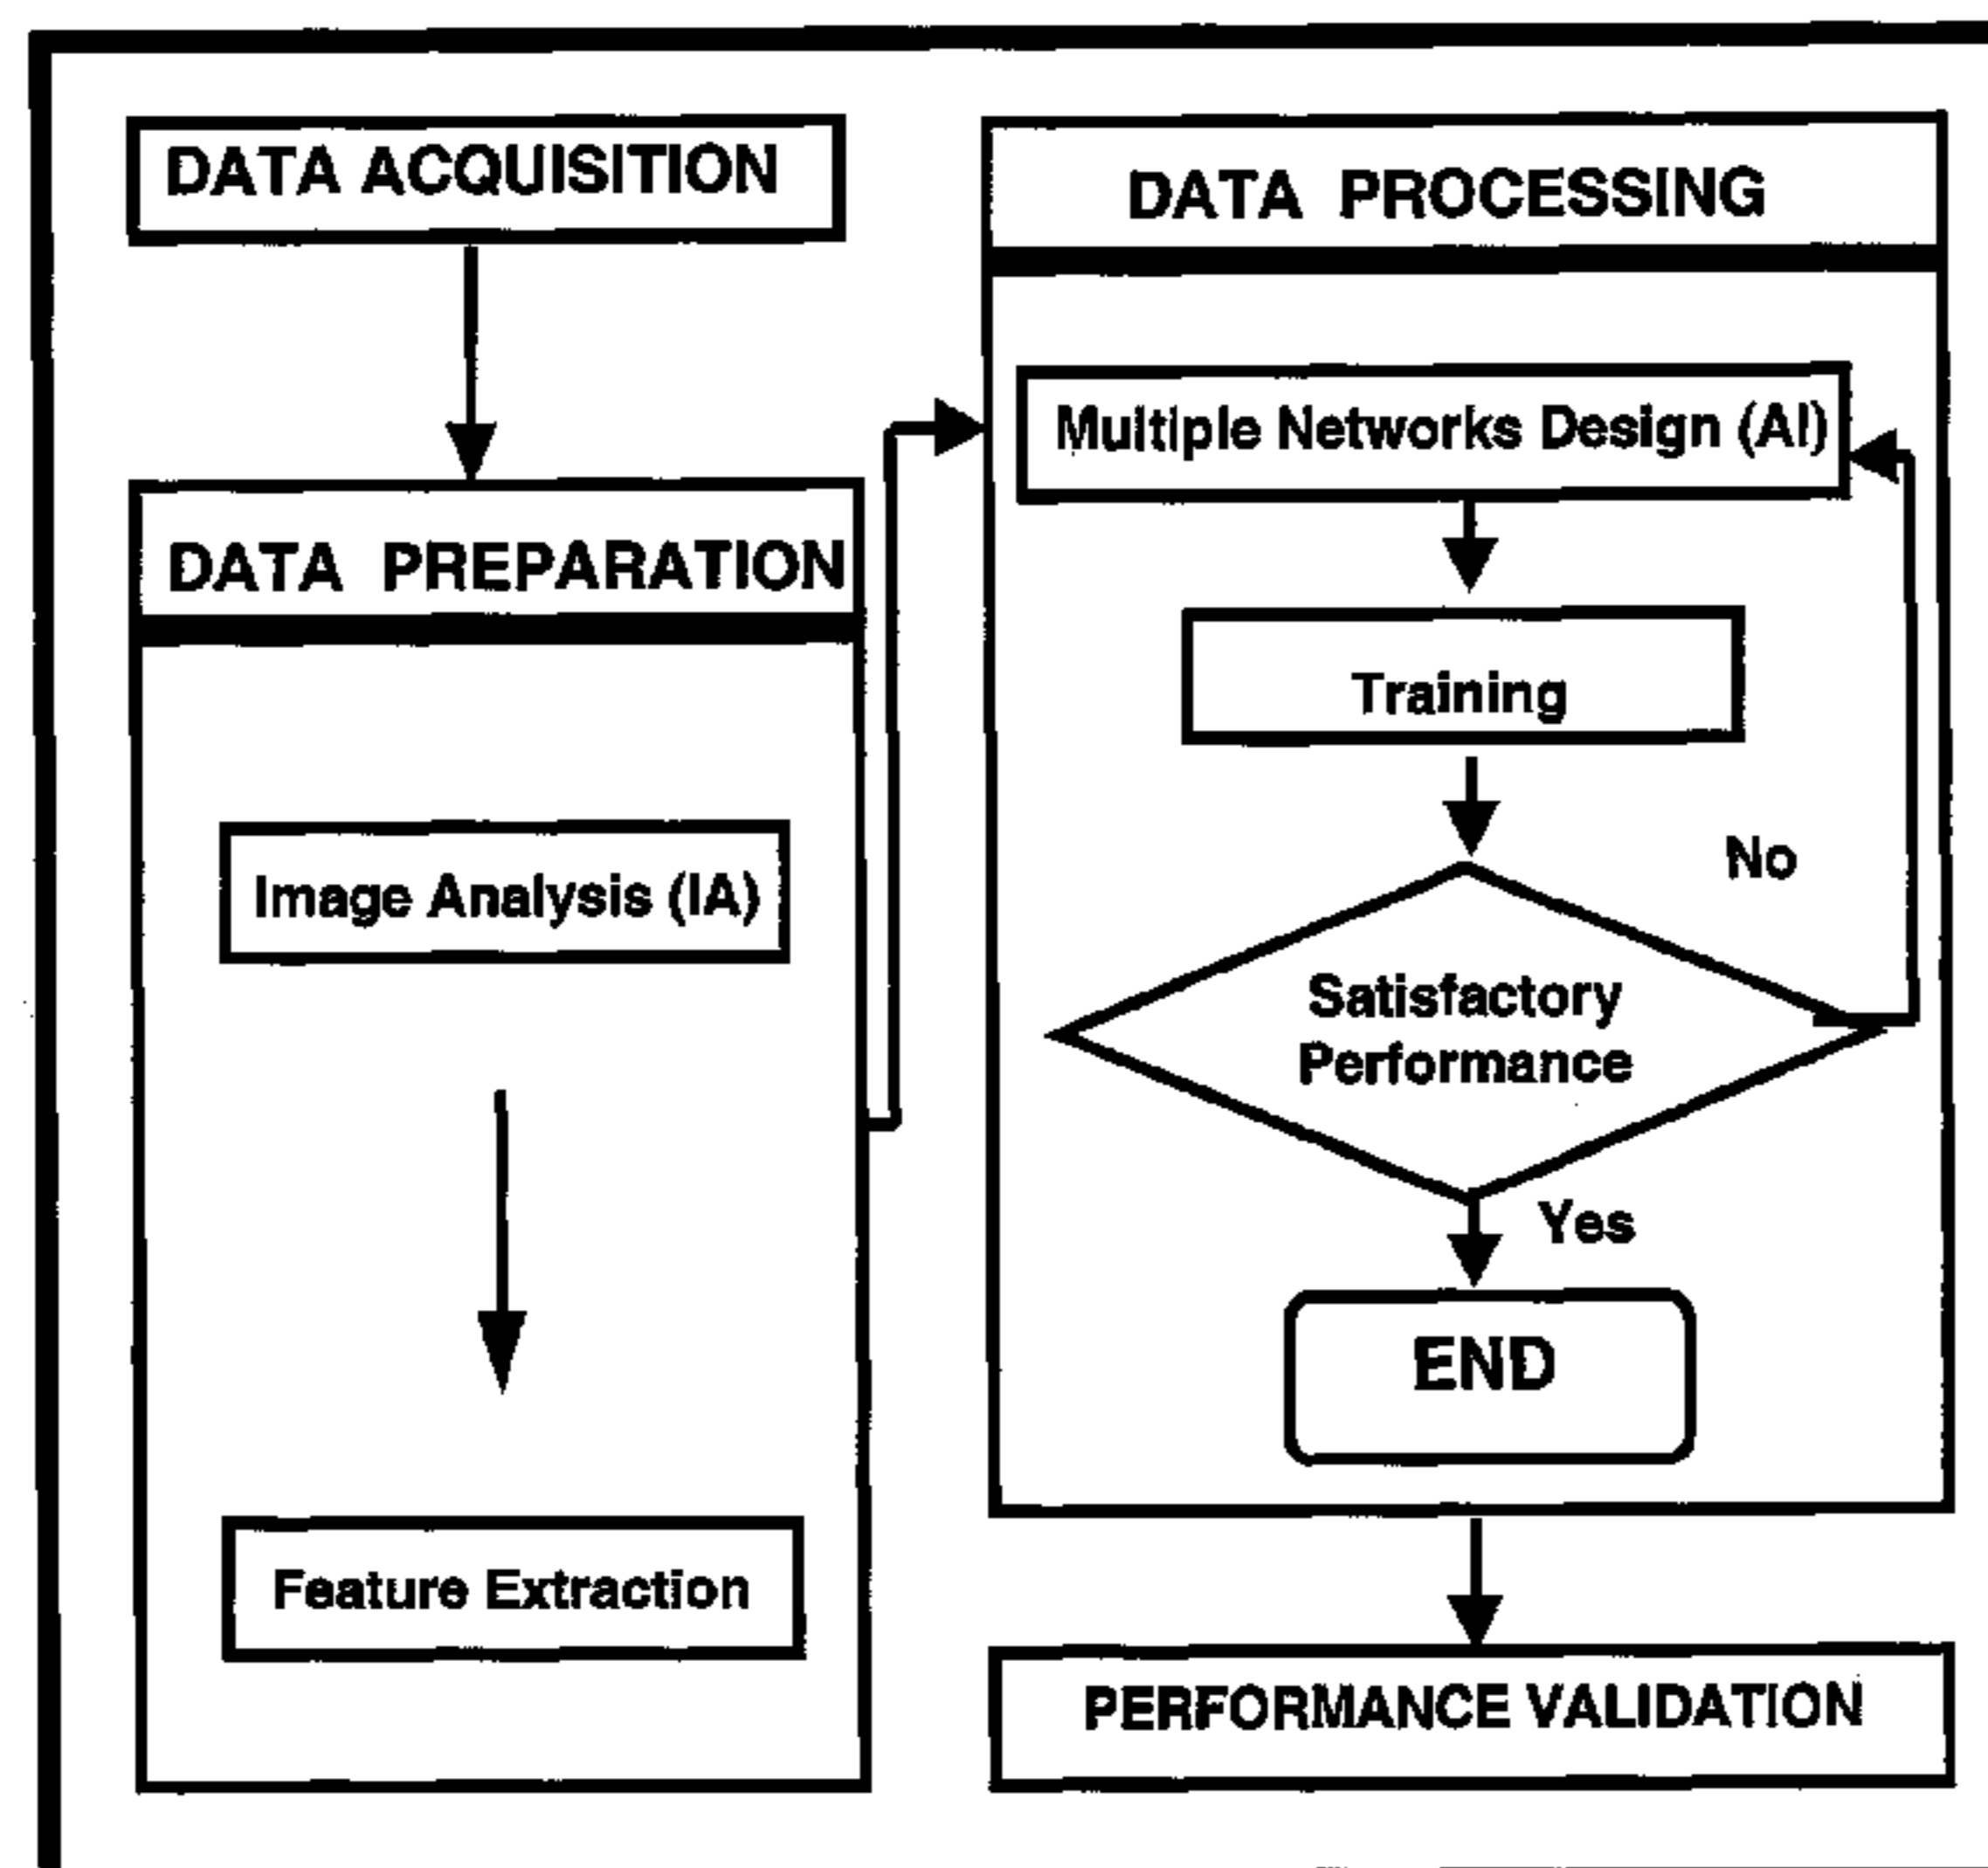 DATA ACQUISITION
DATA PREPARATION
Image Analysis (IA)
Feature Extraction
DATA PROCESSING
Multiple Networks Design (AI)
Training
No
Satisfactory
Performance
Yes
END
PERFORMANCE VALIDATION